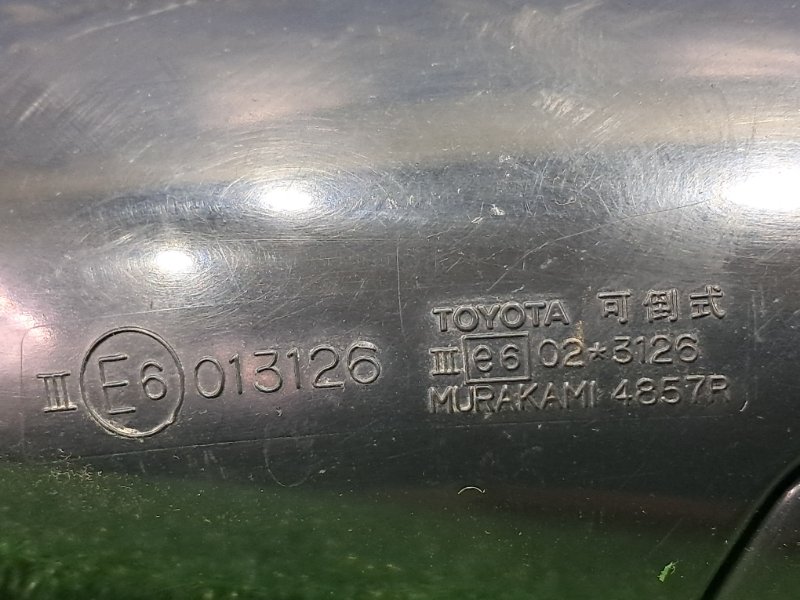 III E6 013126
TOYOTA 可倒式
III e6 02*3126
MURAKAMI 4857R